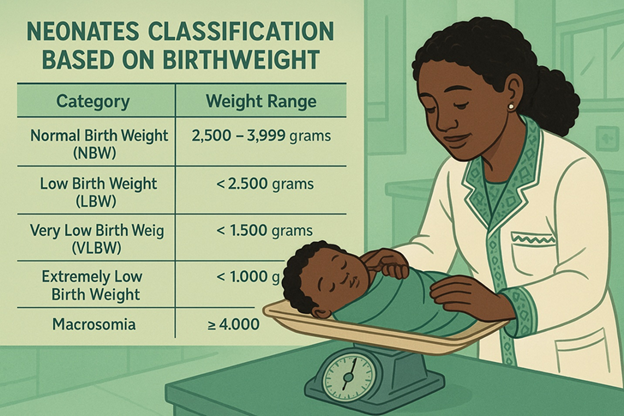 NEONATES CLASSIFICATION
BASED ON BIRTHWEIGHT
Category Weight Range
Normal Birth Weight 2,500 – 3,999 grams
(NBW)
Low Birth Weight < 2.500 grams
(LBW)
Very Low Birth Weig < 1.500 grams
(VLBW)
Extremely Low < 1.000 g
Birth Weight
Macrosomia ≥ 4.000